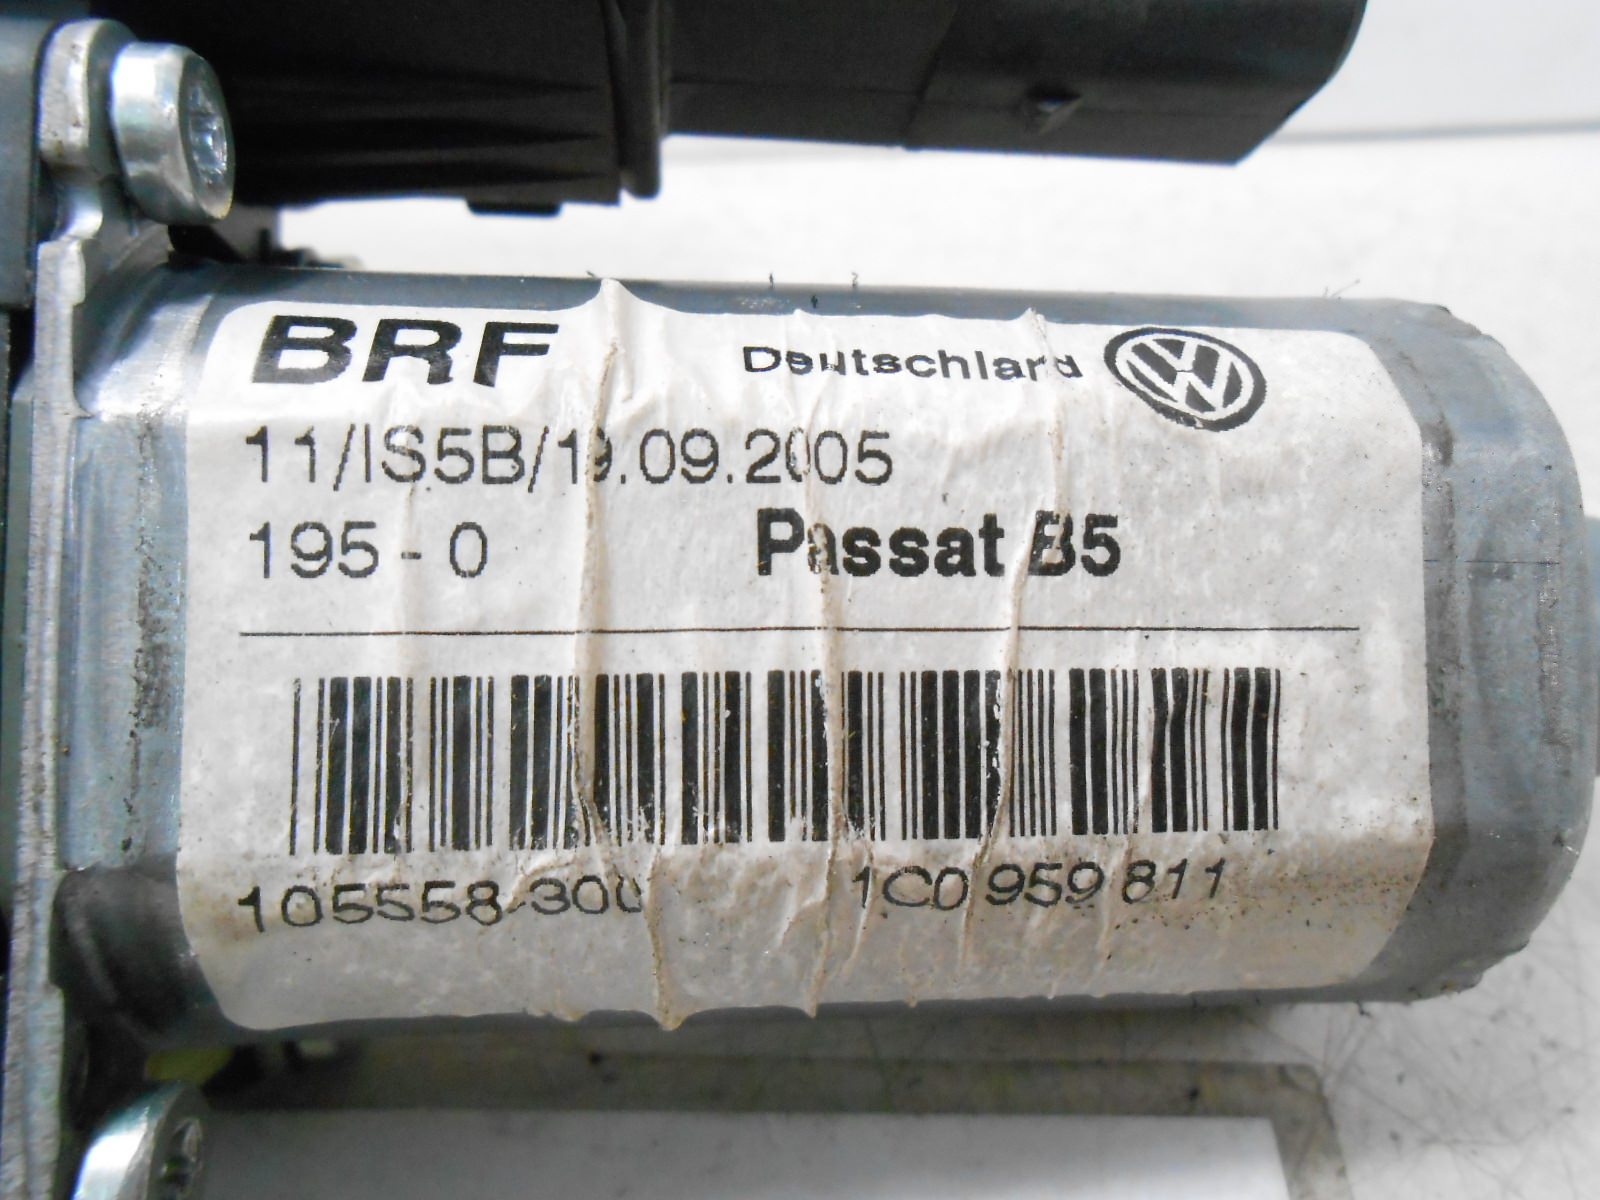 BRF Deutschland
11/IS5B/19.09.2005
195 - 0 Passat B5
105558 300 1C0 959 811